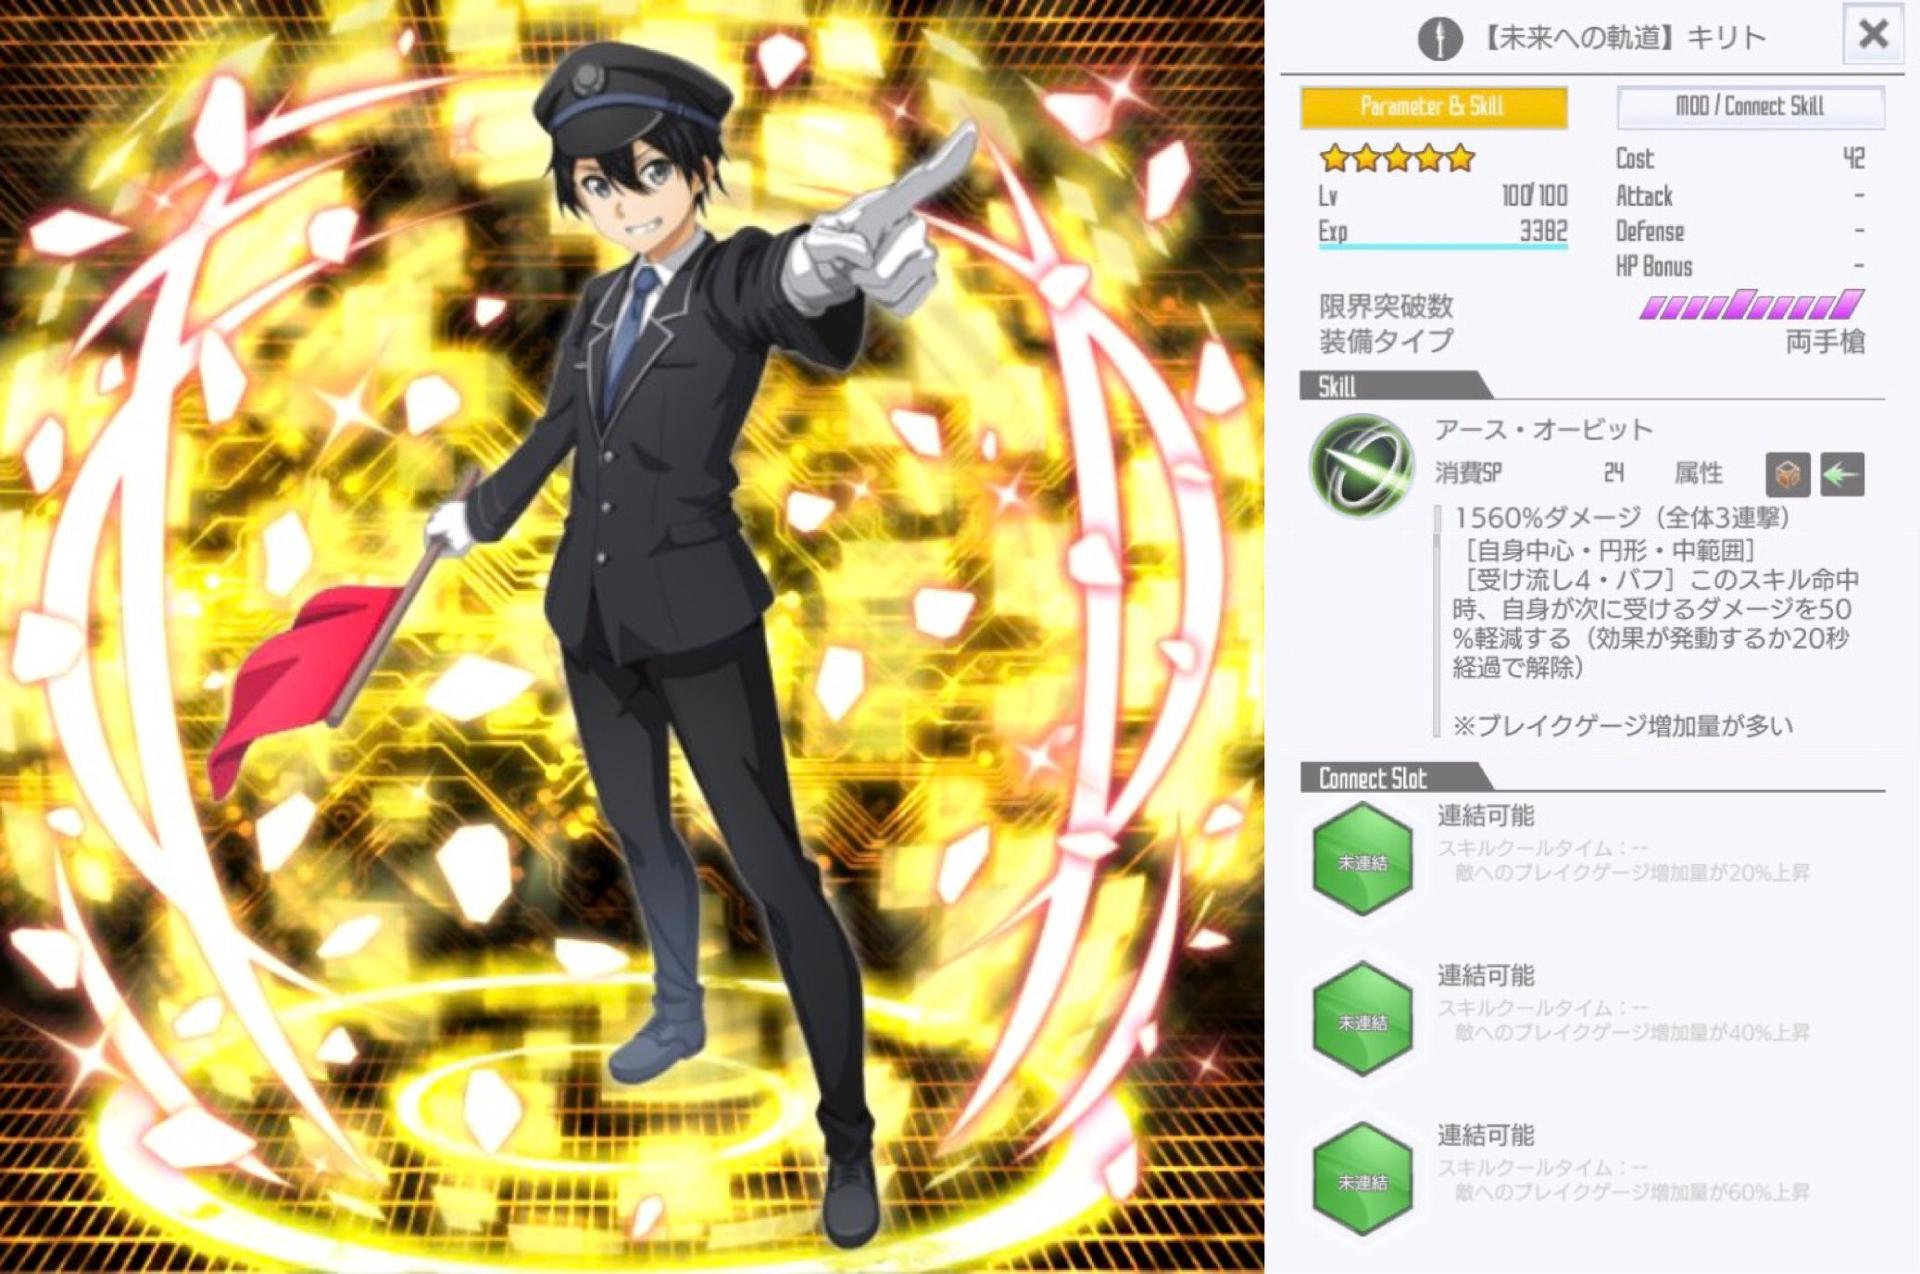 【未来への軌道】キリト
Parameter & Skill
MOD / Connect Skill
Lv 100/100
Exp 3382
Cost 42
Attack -
Defense -
HP Bonus -
限界突破数
装備タイプ 両手槍
Skill
アース・オービット
消費SP 24 属性
1560%ダメージ（全体3連撃）
［自身中心・円形・中範囲］
［受け流し4・バフ］このスキル命中
時、自身が次に受けるダメージを50
%軽減する（効果が発動するか20秒
経過で解除）
※ブレイクゲージ増加量が多い
Connect Slot
未連結
連結可能
スキルクールタイム：--
敵へのブレイクゲージ増加量が20%上昇
未連結
連結可能
スキルクールタイム：--
敵へのブレイクゲージ増加量が40%上昇
未連結
連結可能
スキルクールタイム：--
敵へのブレイクゲージ増加量が60%上昇